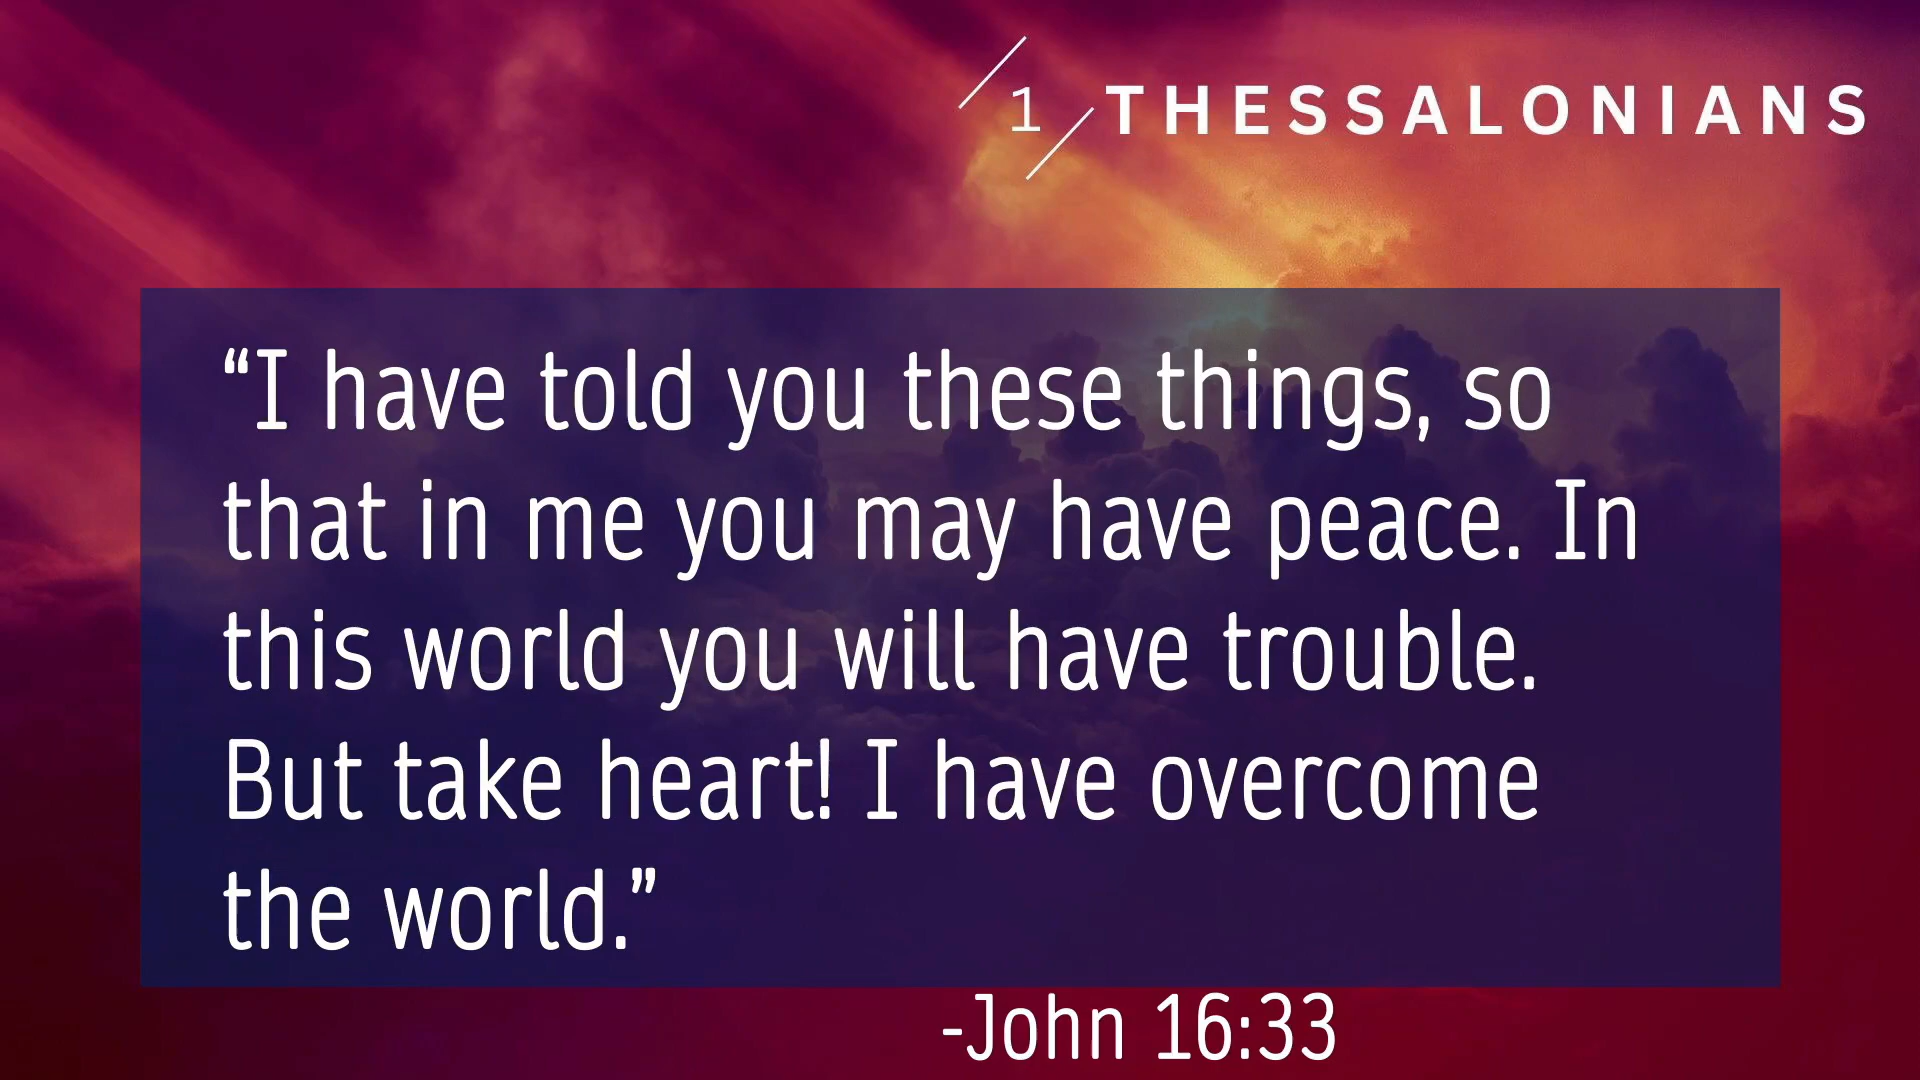 1 THESSALONIANS
“I have told you these things, so
that in me you may have peace. In
this world you will have trouble.
But take heart! I have overcome
the world.”
-John 16:33